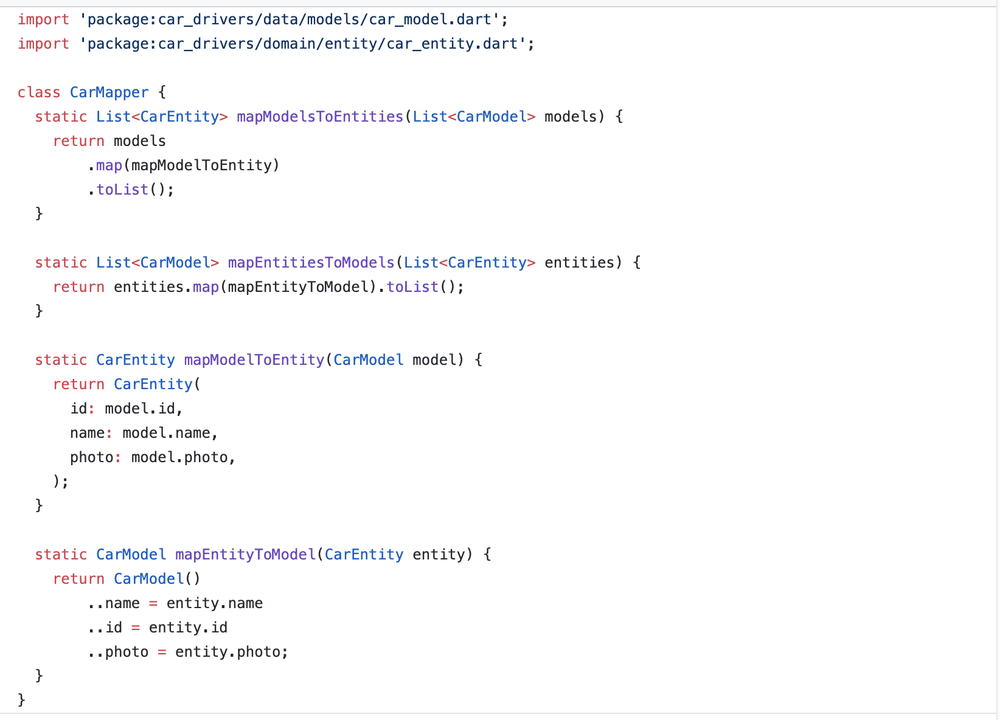 import 'package:car_drivers/data/models/car_model.dart';
import 'package:car_drivers/domain/entity/car_entity.dart';

class CarMapper {
  static List<CarEntity> mapModelsToEntities(List<CarModel> models) {
    return models
        .map(mapModelToEntity)
        .toList();
  }

  static List<CarModel> mapEntitiesToModels(List<CarEntity> entities) {
    return entities.map(mapEntityToModel).toList();
  }

  static CarEntity mapModelToEntity(CarModel model) {
    return CarEntity(
      id: model.id,
      name: model.name,
      photo: model.photo,
    );
  }

  static CarModel mapEntityToModel(CarEntity entity) {
    return CarModel()
        ..name = entity.name
        ..id = entity.id
        ..photo = entity.photo;
  }
}